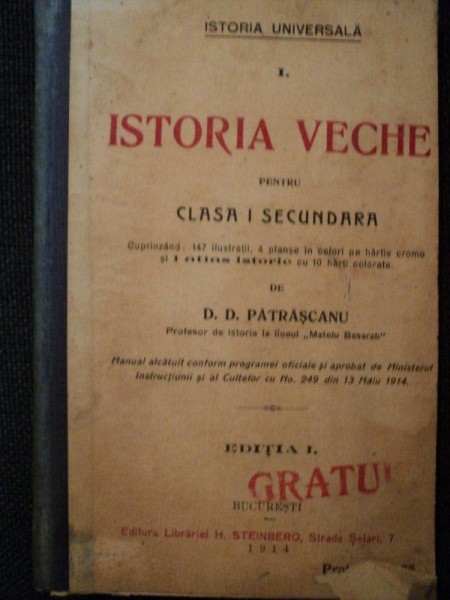 ISTORIA UNIVERSALĂ
I.
ISTORIA VECHE
PENTRU
CLASA I SECUNDARA
Cuprinzând: 147 ilustrații, 4 planșe în colori pe hârtie cromo
și 1 atlas istoric cu 10 hărți colorate.
DE
D. D. PĂTRĂȘCANU
Profesor de istorie la liceul „Mateiu Basarab"
Manual alcătuit conform programei oficiale și aprobat de Ministerul
Instrucțiunii și al Cultelor cu No. 249 din 13 Maiu 1914.
EDIȚIA I.
GRATU
BUCUREȘTI
Editura Librăriei H. STEINBERG, Strada Șelari, 7
1914